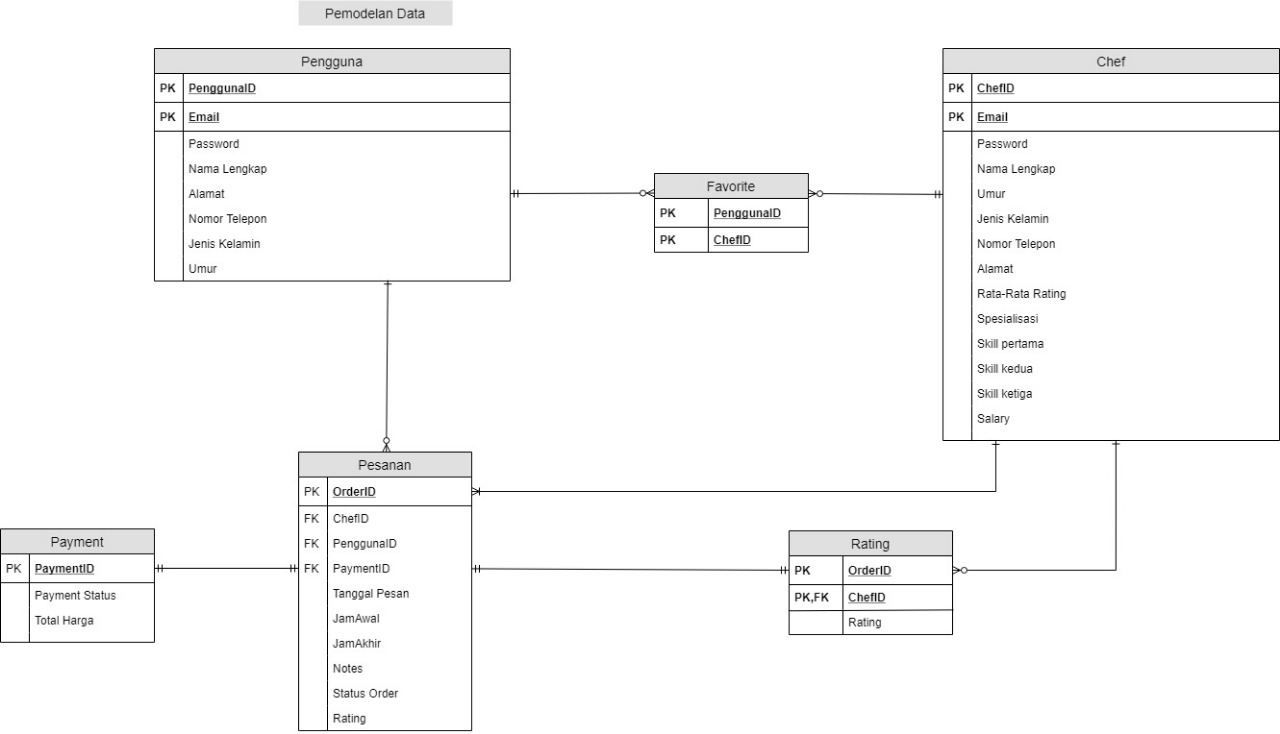 Pemodelan Data
Pengguna
PK PenggunaID
PK Email
Password
Nama Lengkap
Alamat
Nomor Telepon
Jenis Kelamin
Umur
Favorite
PK PenggunaID
PK ChefID
Chef
PK ChefID
PK Email
Password
Nama Lengkap
Umur
Jenis Kelamin
Nomor Telepon
Alamat
Rata-Rata Rating
Spesialisasi
Skill pertama
Skill kedua
Skill ketiga
Salary
Payment
PK PaymentID
Payment Status
Total Harga
Pesanan
PK OrderID
FK ChefID
FK PenggunaID
FK PaymentID
Tanggal Pesan
JamAwal
JamAkhir
Notes
Status Order
Rating
Rating
PK OrderID
PK,FK ChefID
Rating